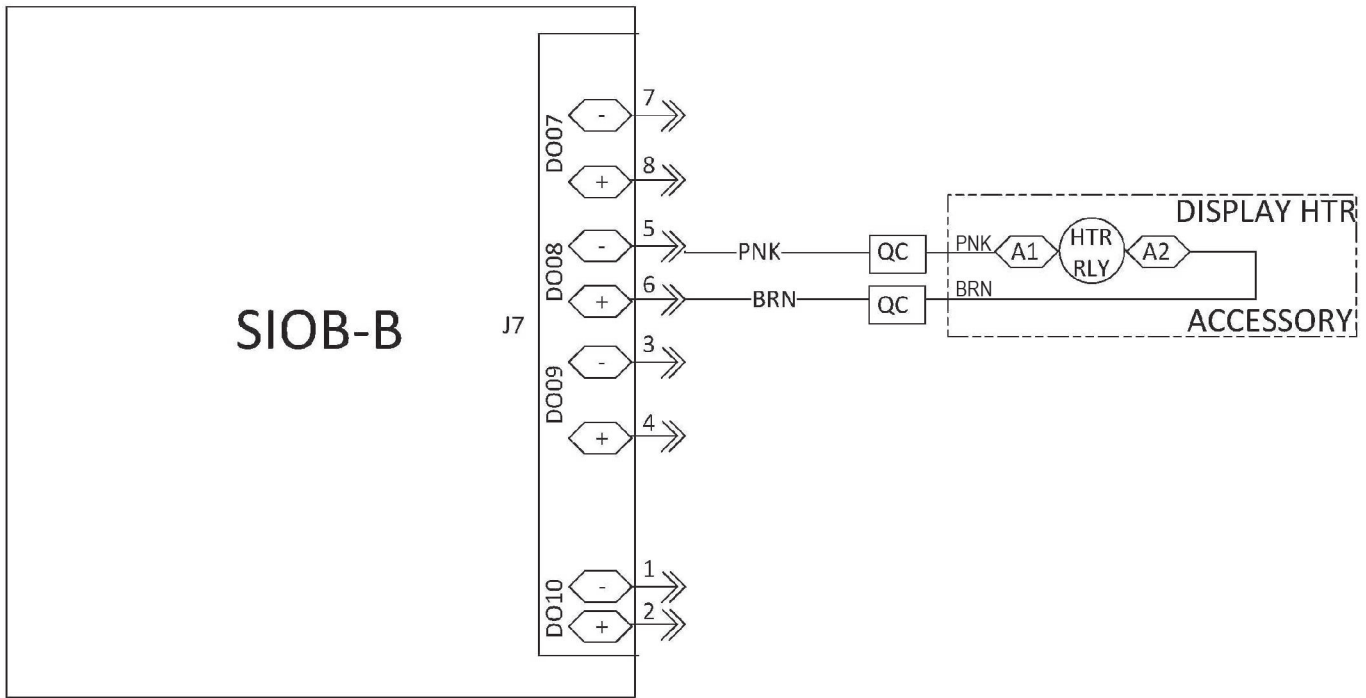 SIOB-B
J7
DO07
- 7
+ 8
DO08
- 5
+ 6
DO09
- 3
+ 4
DO10
- 1
+ 2
PNK QC PNK A1 HTR RLY A2
BRN QC BRN
DISPLAY HTR
ACCESSORY